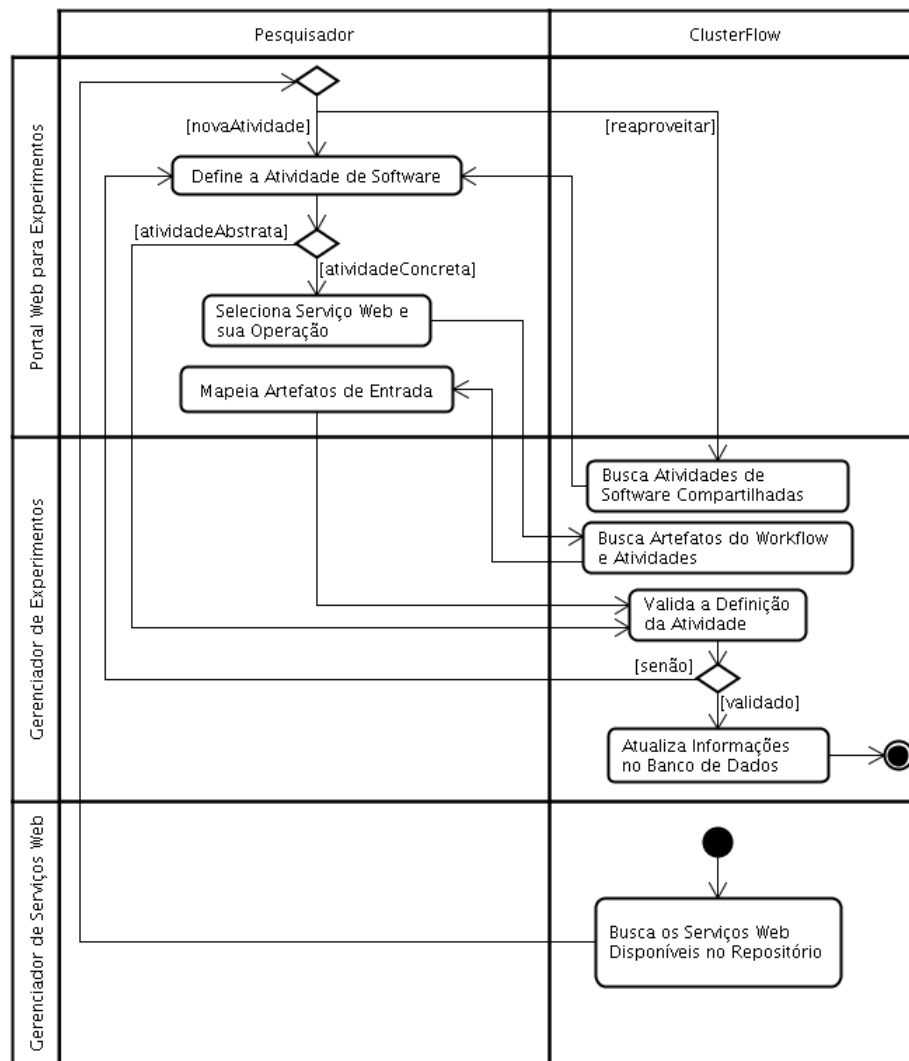 Pesquisador
ClusterFlow
Portal Web para Experimentos
[novaAtividade]
[reaproveitar]
Define a Atividade de Software
[atividadeAbstrata]
[atividadeConcreta]
Seleciona Serviço Web e
sua Operação
Mapeia Artefatos de Entrada
Gerenciador de Experimentos
Busca Atividades de
Software Compartilhadas
Busca Artefatos do Workflow
e Atividades
Valida a Definição
da Atividade
[senão]
[validado]
Atualiza Informações
no Banco de Dados
Gerenciador de Serviços Web
Busca os Serviços Web
Disponíveis no Repositório